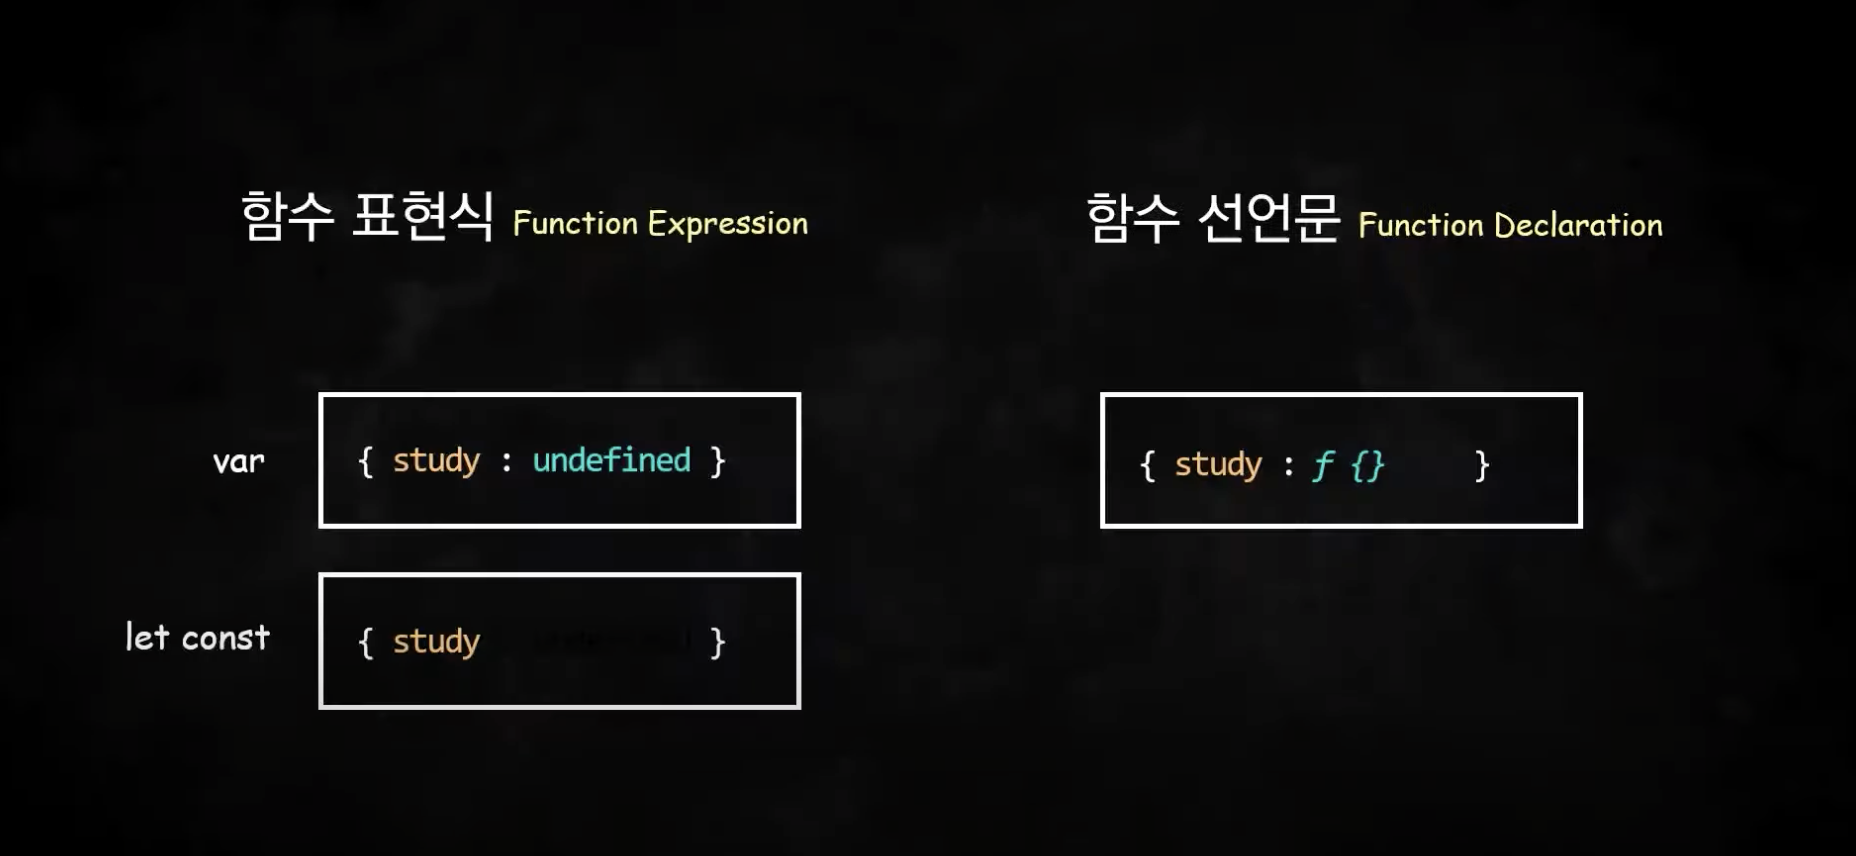 함수 표현식 Function Expression
함수 선언문 Function Declaration
var
{ study : undefined }
{ study : ƒ {} }
let const
{ study }